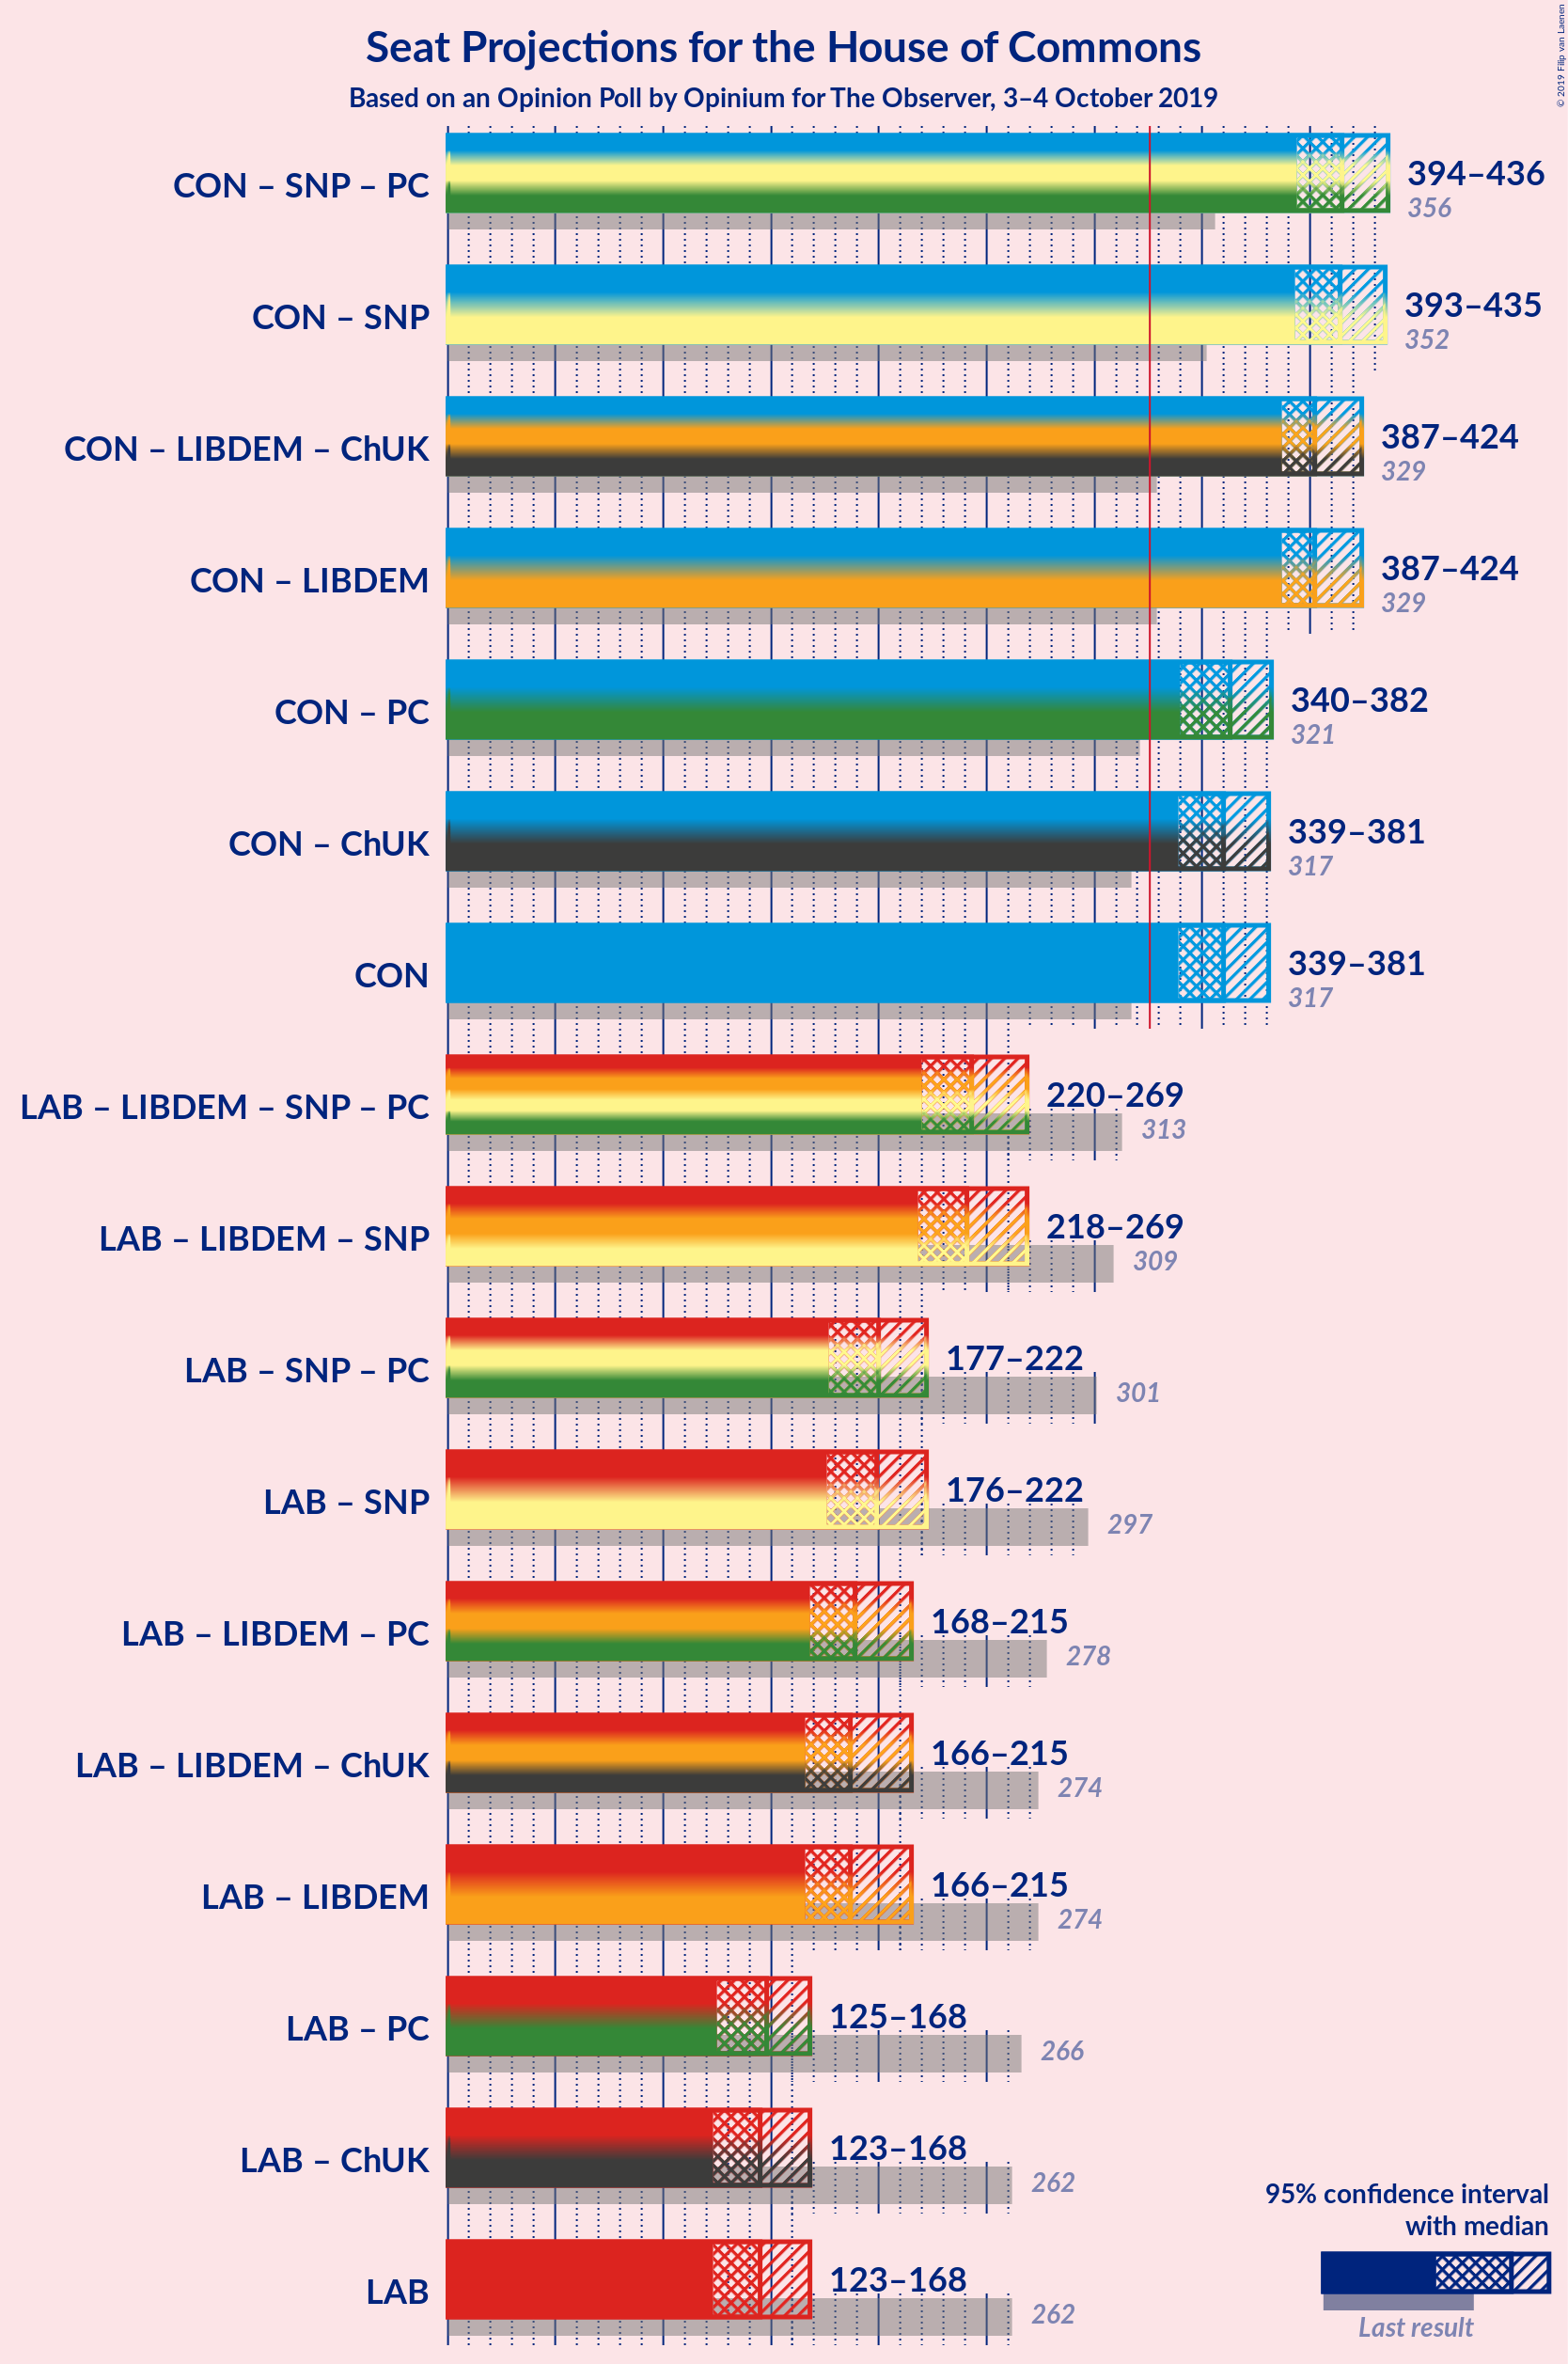 Seat Projections for the House of Commons
Based on an Opinion Poll by Opinium for The Observer, 3–4 October 2019
© 2019 Filip van Laenen
CON – SNP – PC
394–436
356
CON – SNP
393–435
352
CON – LIBDEM – ChUK
387–424
329
CON – LIBDEM
387–424
329
CON – PC
340–382
321
CON – ChUK
339–381
317
CON
339–381
317
LAB – LIBDEM – SNP – PC
220–269
313
LAB – LIBDEM – SNP
218–269
309
LAB – SNP – PC
177–222
301
LAB – SNP
176–222
297
LAB – LIBDEM – PC
168–215
278
LAB – LIBDEM – ChUK
166–215
274
LAB – LIBDEM
166–215
274
LAB – PC
125–168
266
LAB – ChUK
123–168
262
LAB
123–168
262
95% confidence interval
with median
Last result